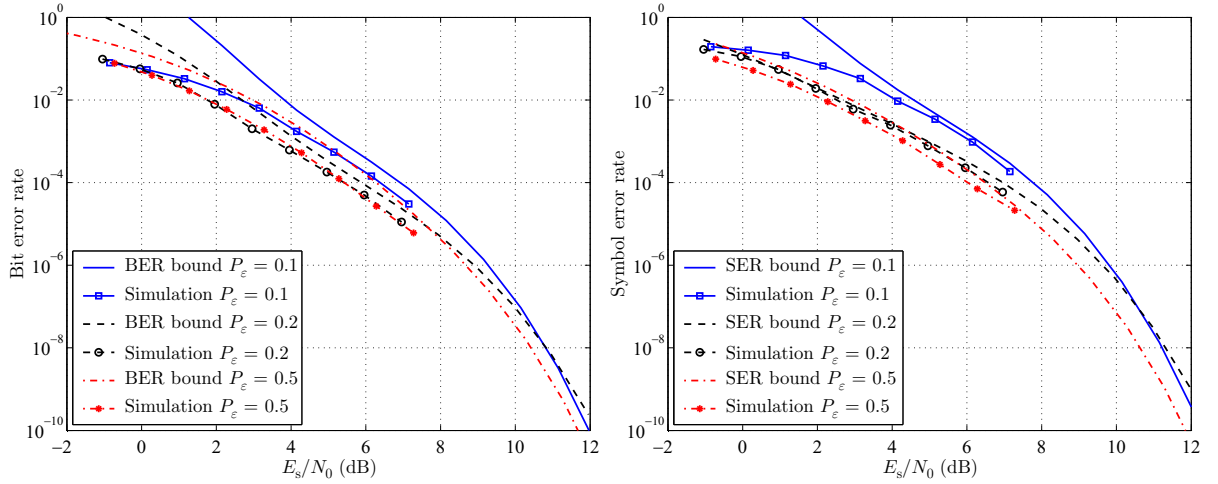 10^0
10^-2
10^-4
10^-6
10^-8
10^-10
Bit error rate
BER bound P_ε = 0.1
Simulation P_ε = 0.1
BER bound P_ε = 0.2
Simulation P_ε = 0.2
BER bound P_ε = 0.5
Simulation P_ε = 0.5
−2 0 2 4 6 8 10 12
E_s/N_0 (dB)
10^0
10^-2
10^-4
10^-6
10^-8
10^-10
Symbol error rate
SER bound P_ε = 0.1
Simulation P_ε = 0.1
SER bound P_ε = 0.2
Simulation P_ε = 0.2
SER bound P_ε = 0.5
Simulation P_ε = 0.5
−2 0 2 4 6 8 10 12
E_s/N_0 (dB)